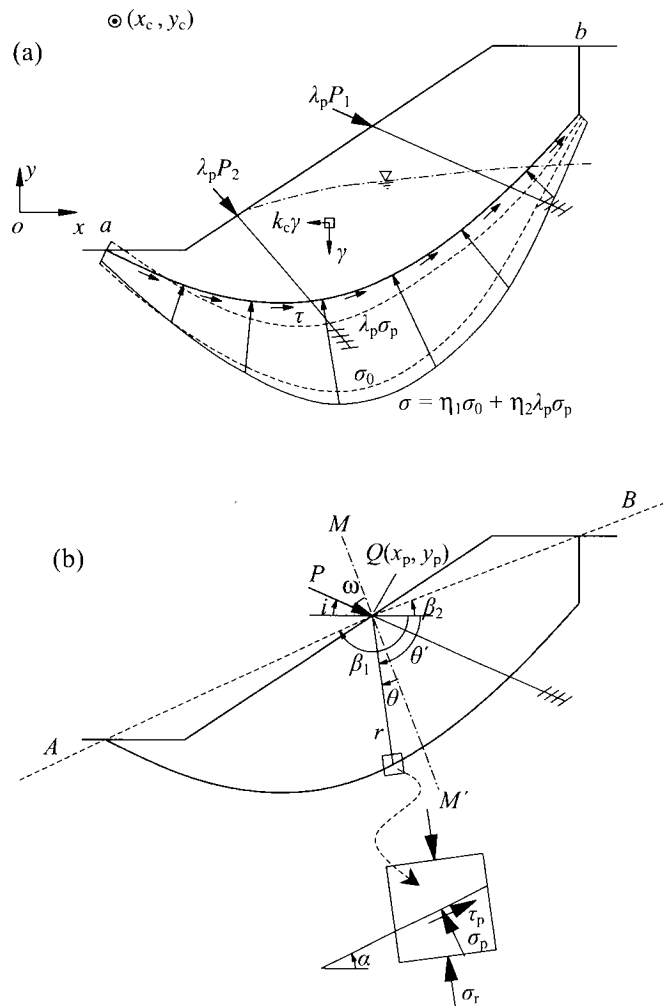 (xc, yc)
(a)
b
λpP1
λpP2
y
o
x
a
kcγ
γ
τ
λpσp
σ0
σ = η1σ0 + η2λpσp
M
B
(b)
Q(xp, yp)
P
ω
i
β2
β1
θ′
θ
r
A
M′
τp
σp
α
σr